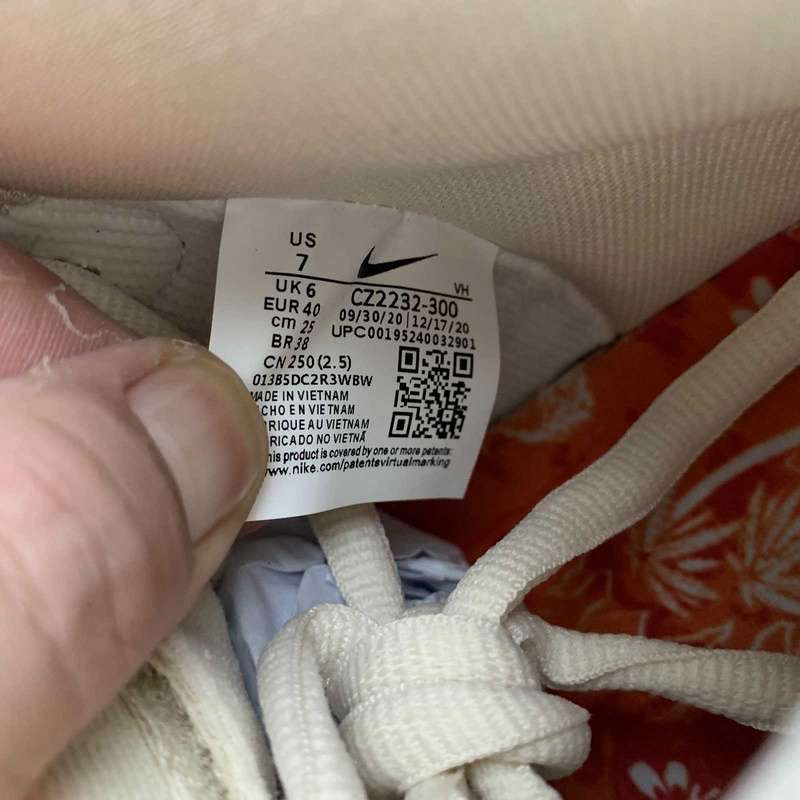 US
7
UK 6
EUR 40
cm 25
BR 38
CN 250 (2.5)
VH
CZ2232-300
09/30/20 | 12/17/20
UPC00195240032901
013B5DC2R3WBW
MADE IN VIETNAM
CHO EN VIETNAM
RIQUE AU VIETNAM
RICADO NO VIETNÃ
his product is covered by one or more patents:
www.nike.com/patentsvirtualmarking